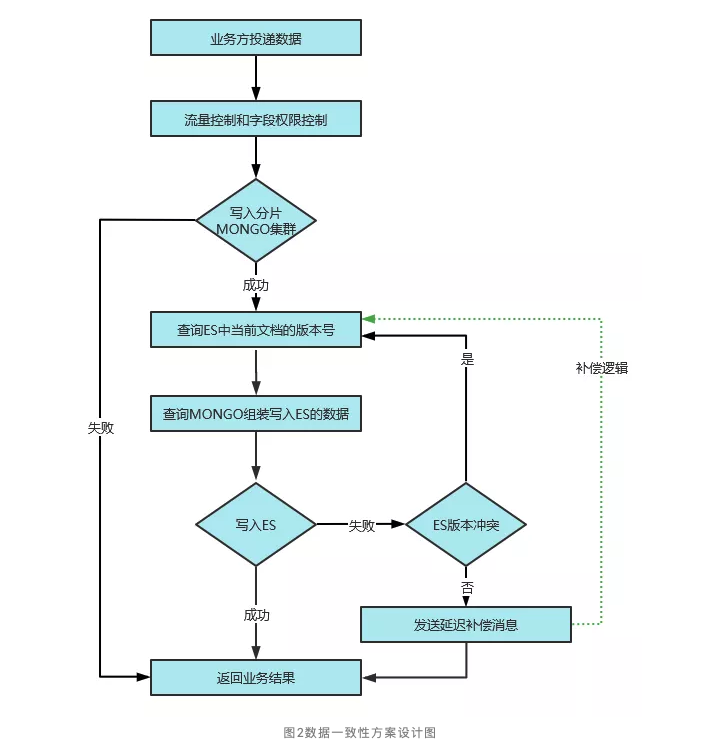 业务方投递数据
流量控制和字段权限控制
写入分片
MONGO集群
成功
查询ES中当前文档的版本号
是
补偿逻辑
查询MONGO组装写入ES的数据
失败
写入ES
失败
ES版本冲突
否
成功
发送延迟补偿消息
返回业务结果
图2数据一致性方案设计图